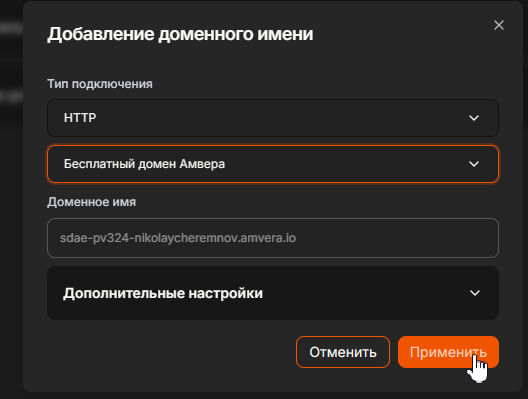 Добавление доменного имени
Тип подключения
HTTP
Бесплатный домен Амвера
Доменное имя
sdae-pv324-nikolaycheremnov.amvera.io
Дополнительные настройки
Отменить
Применить